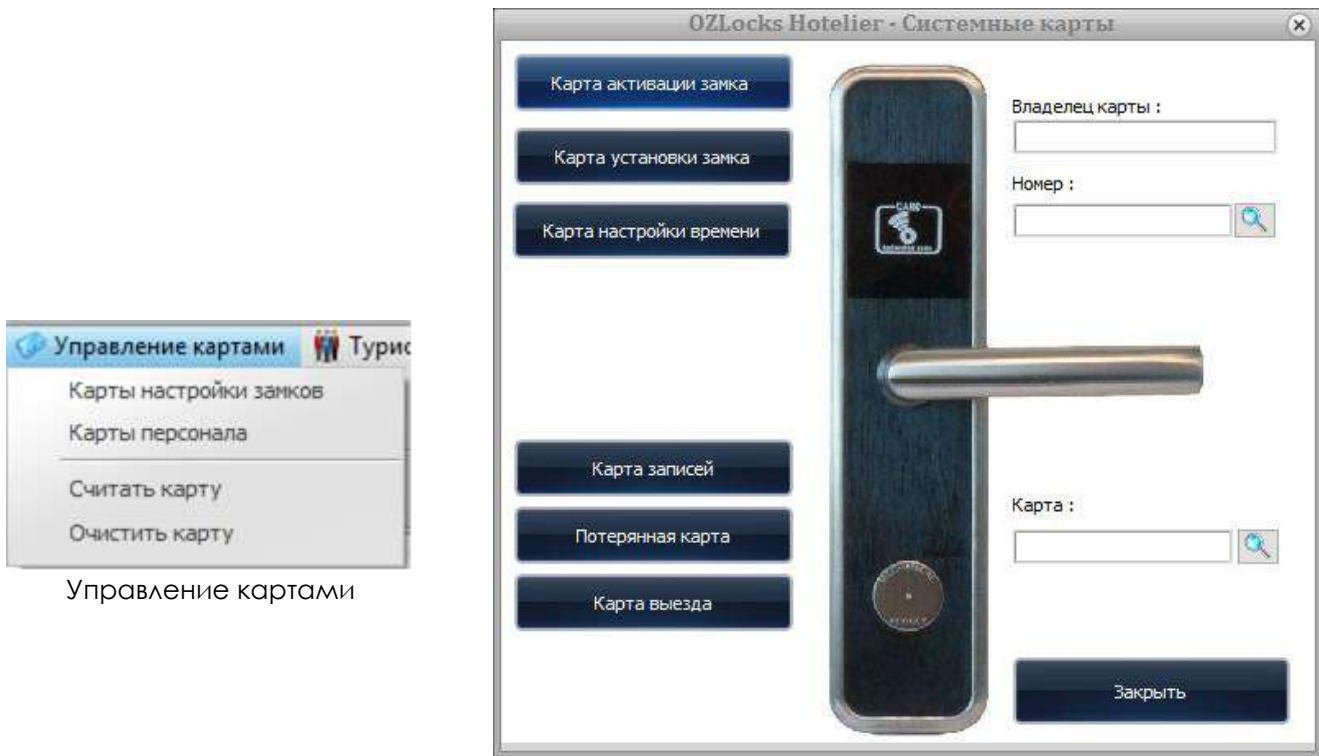 OZLocks Hotelier - Системные карты
Карта активации замка
Карта установки замка
Карта настройки времени
Владелец карты :
Номер :
CARD
Управление картами
Турис
Карты настройки замков
Карты персонала
Считать карту
Очистить карту
Управление картами
Карта записей
Потерянная карта
Карта выезда
Карта :
Закрыть